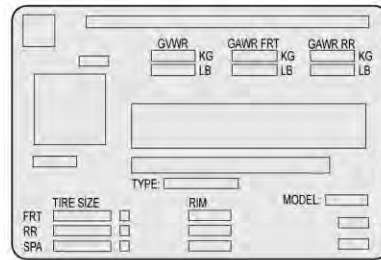 GVWR GAWR FRT GAWR RR
KG KG KG
LB LB LB
TYPE:
TIRE SIZE RIM MODEL:
FRT
RR
SPA